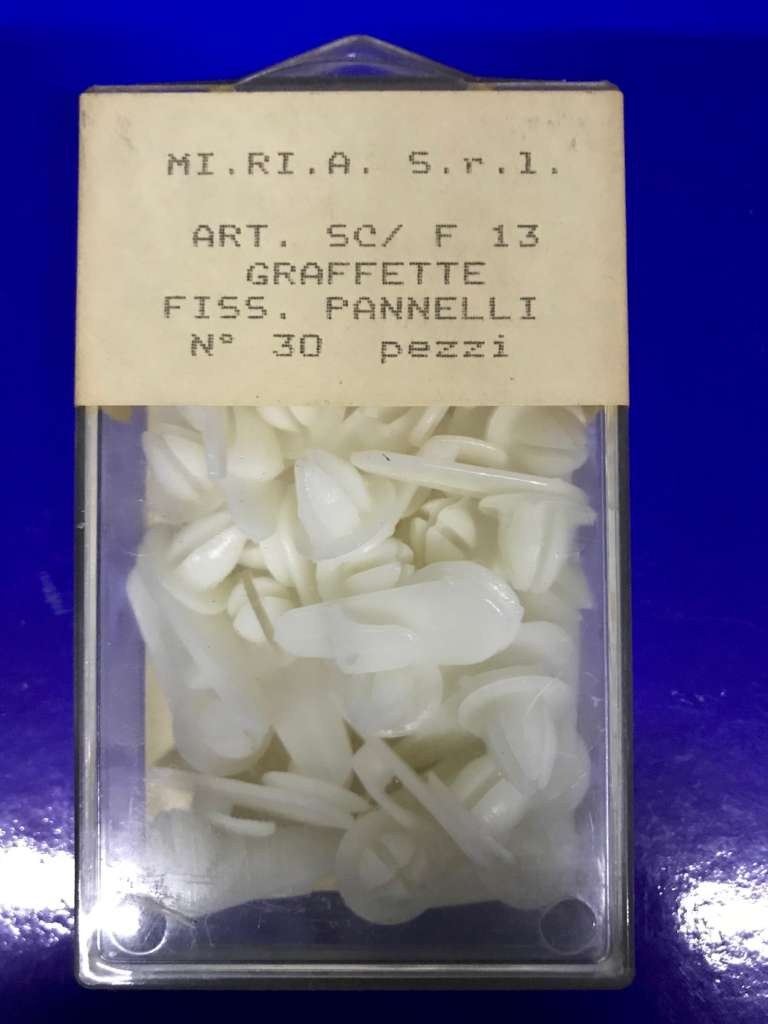 MI.RI.A. S.r.l.
ART. SC/ F 13
GRAFFETTE
FISS. PANNELLI
N° 30 pezzi